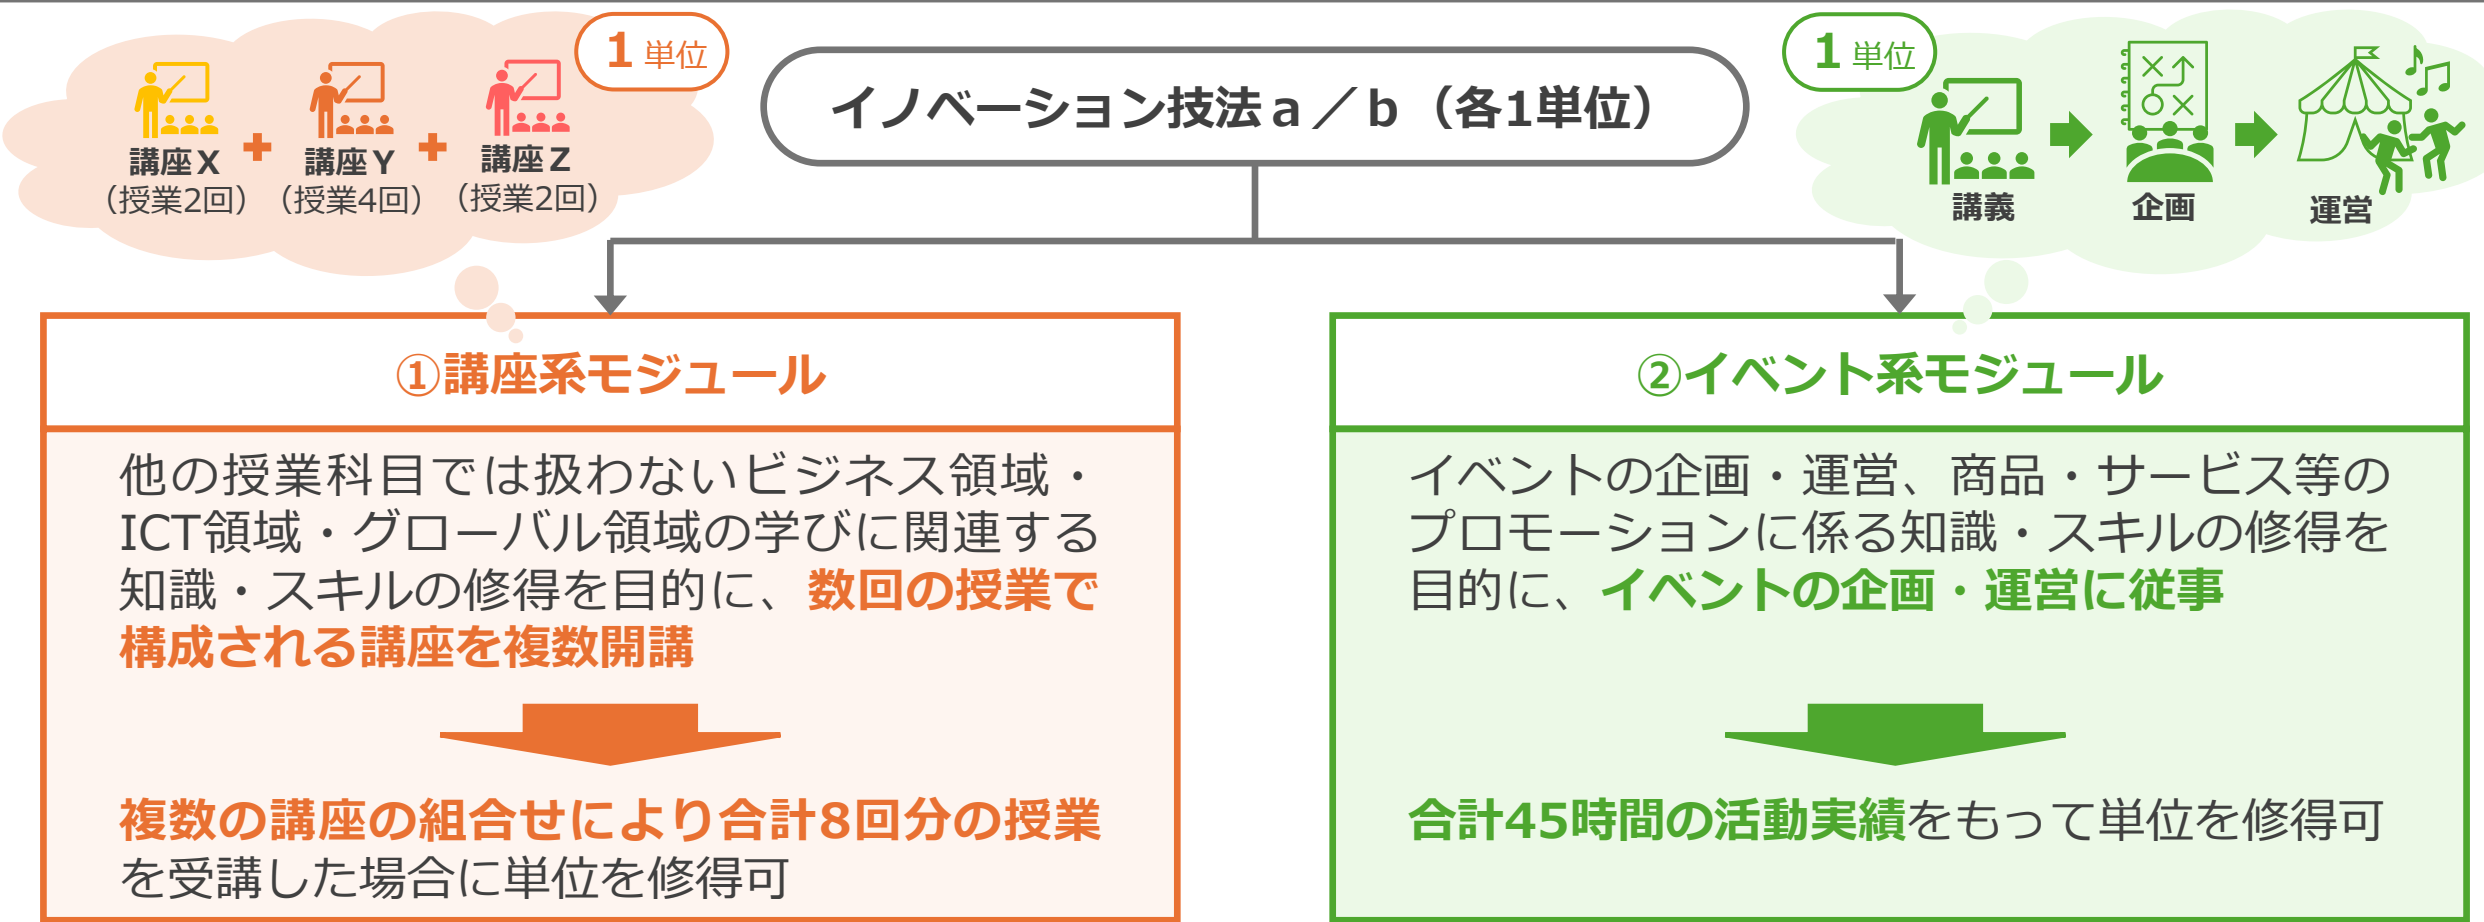 1 単位
講座X
(授業2回)
講座Y
(授業4回)
講座Z
(授業2回)
イノベーション技法a/b(各1単位)
1 単位
講義
企画
運営
①講座系モジュール
他の授業科目では扱わないビジネス領域・
ICT領域・グローバル領域の学びに関連する
知識・スキルの修得を目的に、数回の授業で
構成される講座を複数開講
複数の講座の組合せにより合計8回分の授業
を受講した場合に単位を修得可
②イベント系モジュール
イベントの企画・運営、商品・サービス等の
プロモーションに係る知識・スキルの修得を
目的に、イベントの企画・運営に従事
合計45時間の活動実績をもって単位を修得可